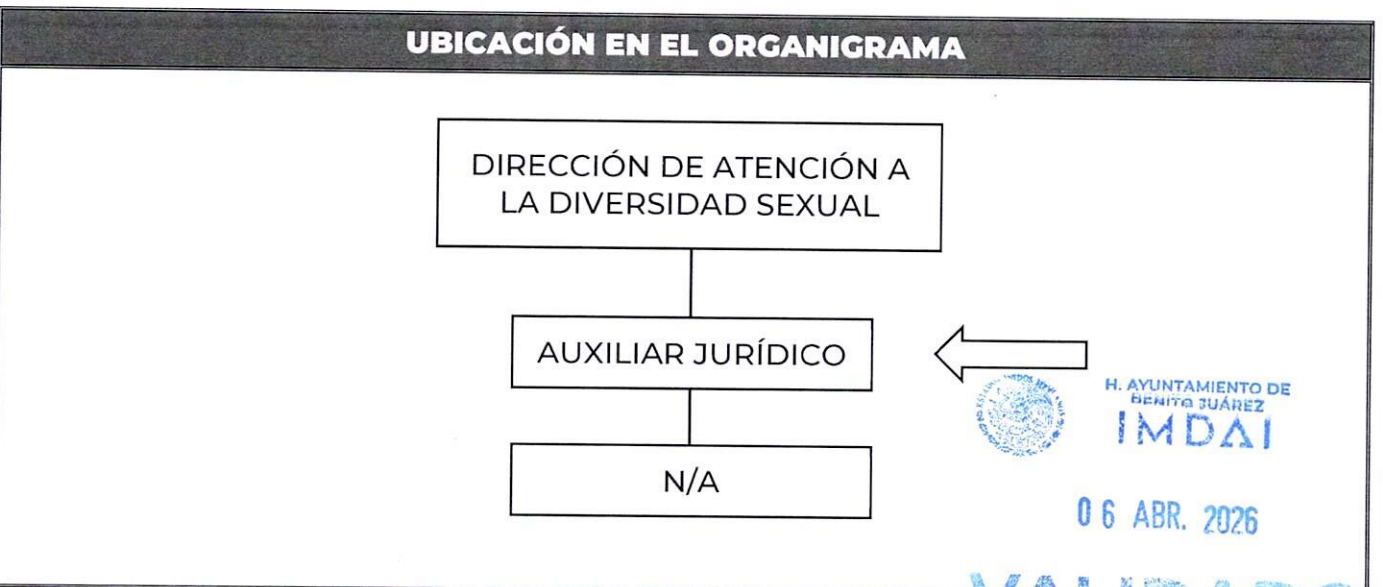 UBICACIÓN EN EL ORGANIGRAMA
DIRECCIÓN DE ATENCIÓN A
LA DIVERSIDAD SEXUAL
AUXILIAR JURÍDICO
N/A
H. AYUNTAMIENTO DE
BENITO JUÁREZ
IMDAI
06 ABR. 2026